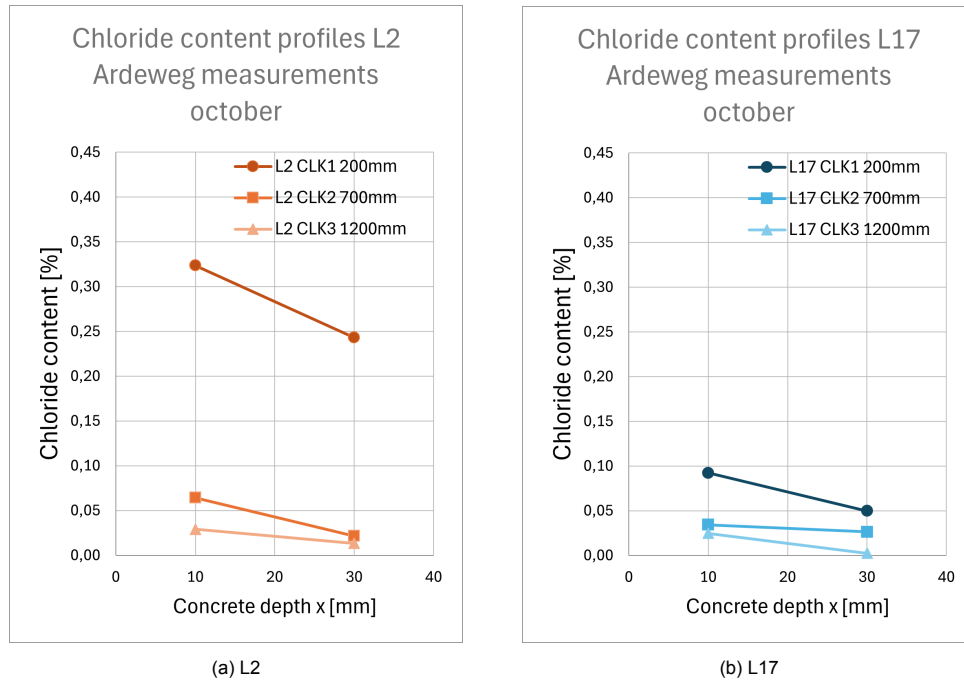 Chloride content profiles L2
Ardeweg measurements
october
0,45
0,40
0,35
0,30
0,25
0,20
0,15
0,10
0,05
0,00
Chloride content [%]
L2 CLK1 200mm
L2 CLK2 700mm
L2 CLK3 1200mm
0 10 20 30 40
Concrete depth x [mm]
(a) L2
Chloride content profiles L17
Ardeweg measurements
october
0,45
0,40
0,35
0,30
0,25
0,20
0,15
0,10
0,05
0,00
Chloride content [%]
L17 CLK1 200mm
L17 CLK2 700mm
L17 CLK3 1200mm
0 10 20 30 40
Concrete depth x [mm]
(b) L17